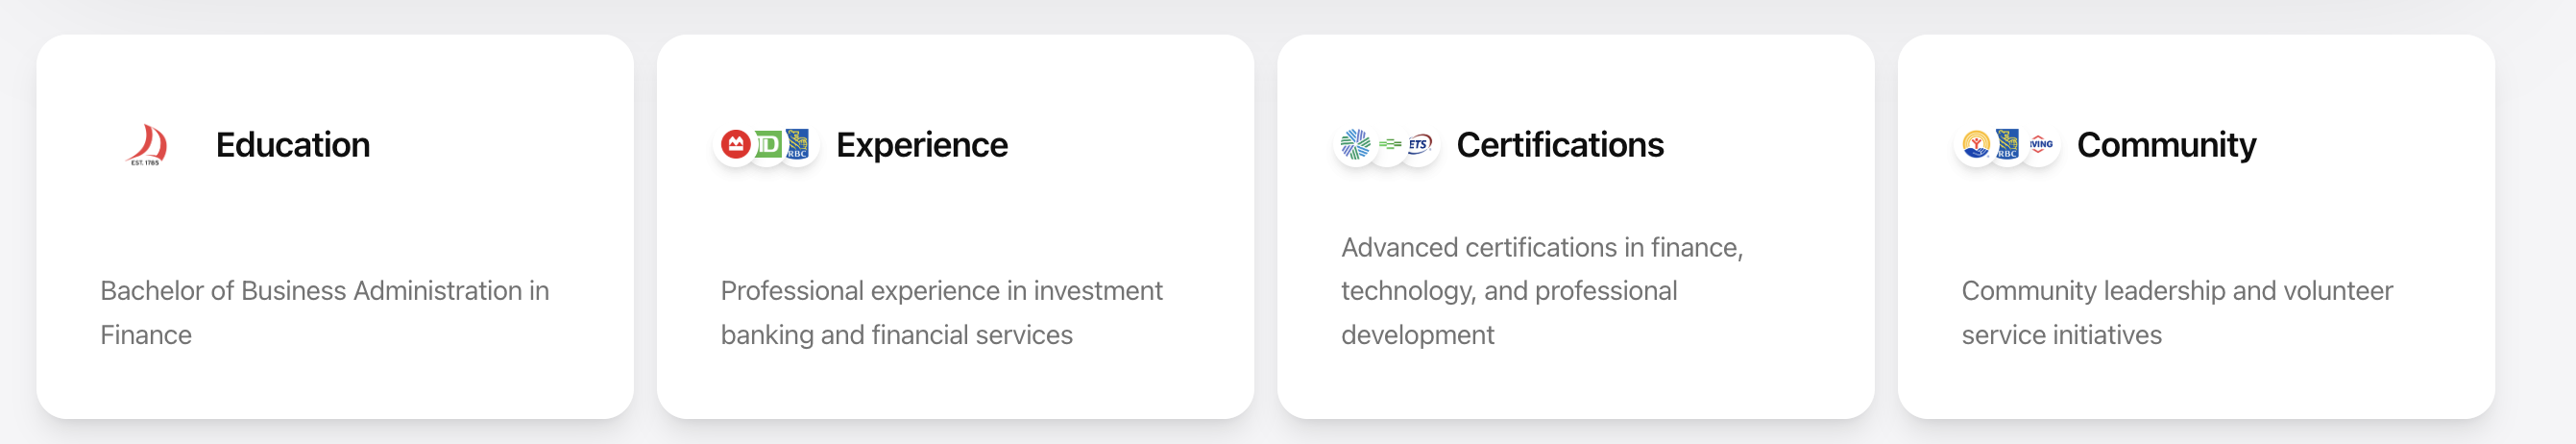 EST. 1785
Education
Bachelor of Business Administration in
Finance
TD
RBC
Experience
Professional experience in investment
banking and financial services
ETS
Certifications
Advanced certifications in finance,
technology, and professional
development
RBC
IVING
Community
Community leadership and volunteer
service initiatives